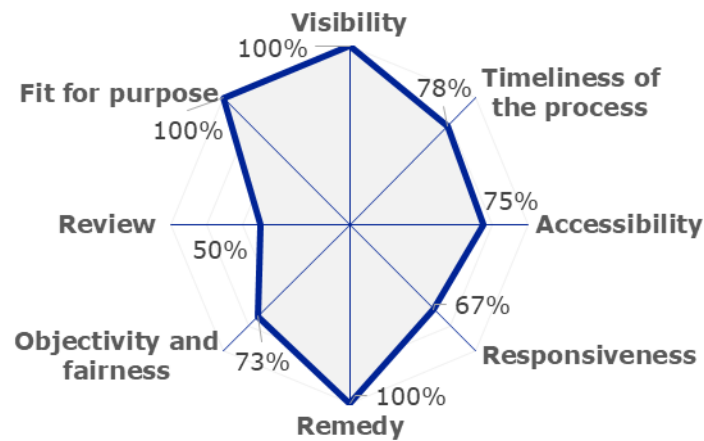 Visibility
100%
Timeliness of
the process
78%
Fit for purpose
100%
75%
Accessibility
Review
50%
67%
Objectivity and
fairness
73%
Responsiveness
100%
Remedy